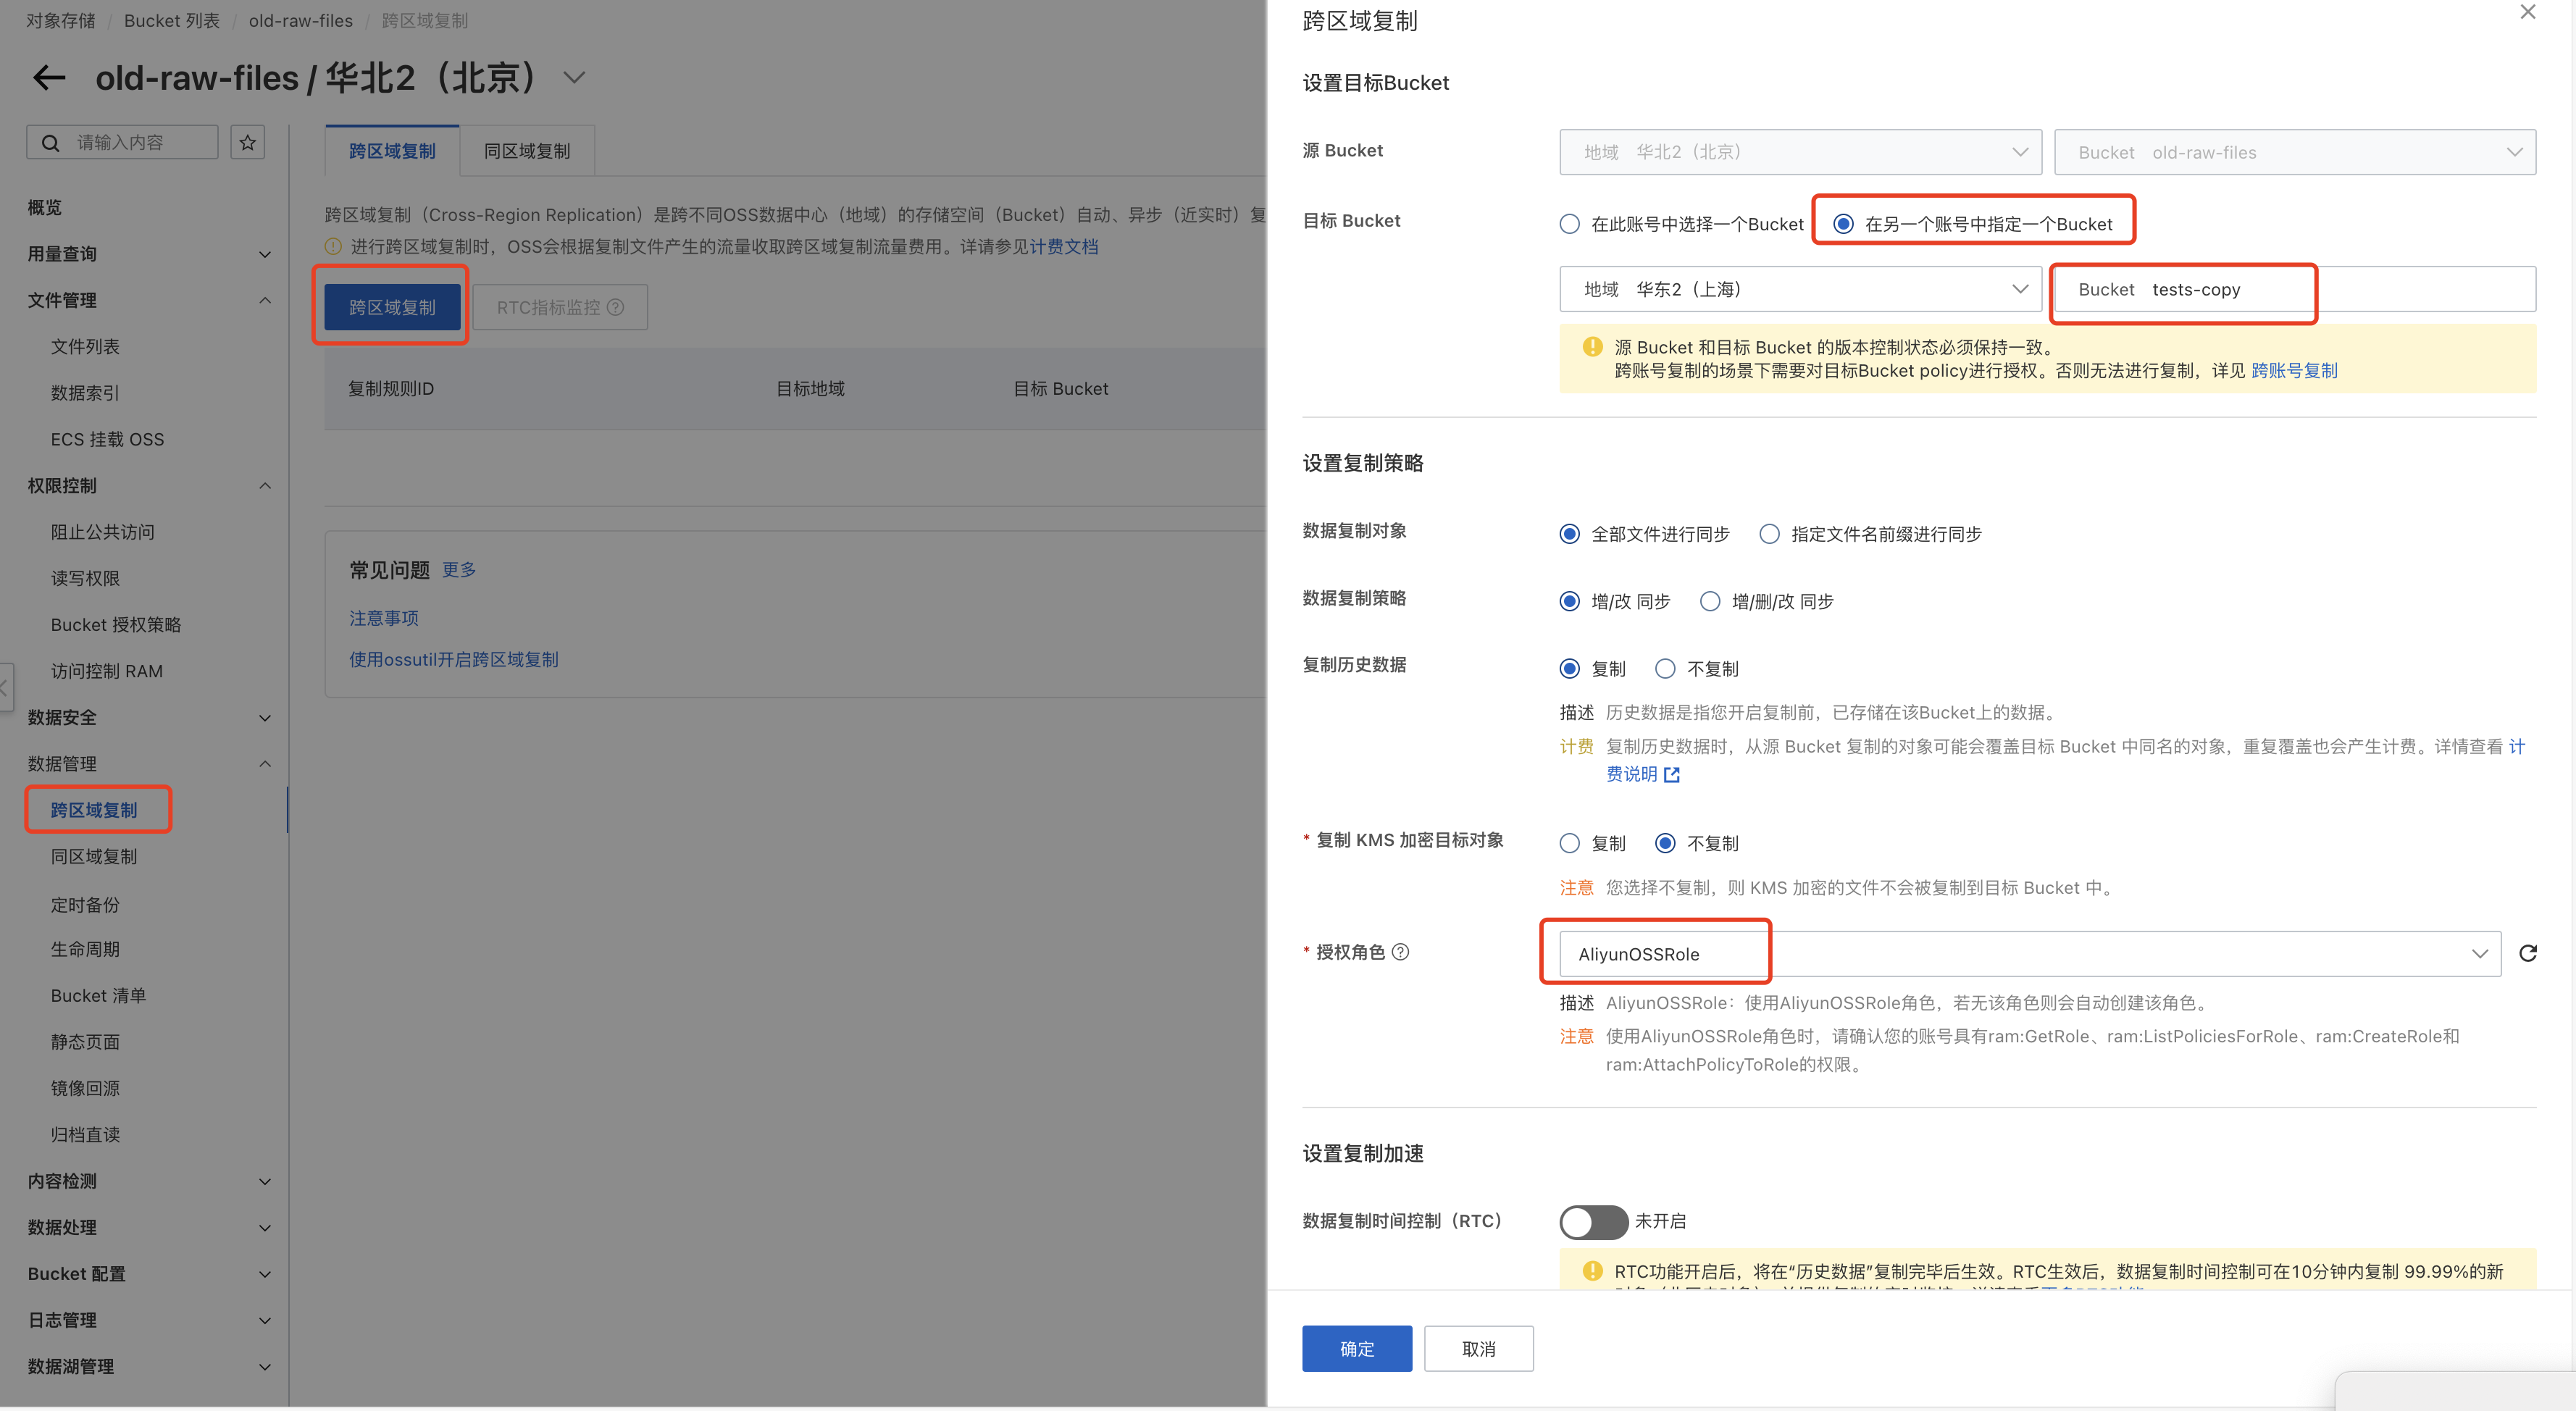 对象存储 / Bucket 列表 / old-raw-files / 跨区域复制
old-raw-files / 华北2（北京）
请输入内容
概览
用量查询
文件管理
文件列表
数据索引
ECS 挂载 OSS
权限控制
阻止公共访问
读写权限
Bucket 授权策略
访问控制 RAM
数据安全
数据管理
跨区域复制
同区域复制
定时备份
生命周期
Bucket 清单
静态页面
镜像回源
归档直读
内容检测
数据处理
Bucket 配置
日志管理
数据湖管理
跨区域复制 同区域复制
跨区域复制（Cross-Region Replication）是跨不同OSS数据中心（地域）的存储空间（Bucket）自动、异步（近实时）复
进行跨区域复制时，OSS会根据复制文件产生的流量收取跨区域复制流量费用。详请参见计费文档
跨区域复制 RTC指标监控
复制规则ID 目标地域 目标 Bucket
常见问题 更多
注意事项
使用ossutil开启跨区域复制
跨区域复制
设置目标Bucket
源 Bucket 地域 华北2（北京） Bucket old-raw-files
目标 Bucket 在此账号中选择一个Bucket 在另一个账号中指定一个Bucket
地域 华东2（上海） Bucket tests-copy
源 Bucket 和目标 Bucket 的版本控制状态必须保持一致。
跨账号复制的场景下需要对目标Bucket policy进行授权。否则无法进行复制，详见 跨账号复制
设置复制策略
数据复制对象 全部文件进行同步 指定文件名前缀进行同步
数据复制策略 增/改 同步 增/删/改 同步
复制历史数据 复制 不复制
描述 历史数据是指您开启复制前，已存储在该Bucket上的数据。
计费 复制历史数据时，从源 Bucket 复制的对象可能会覆盖目标 Bucket 中同名的对象，重复覆盖也会产生计费。详情查看 计
费说明
* 复制 KMS 加密目标对象 复制 不复制
注意 您选择不复制，则 KMS 加密的文件不会被复制到目标 Bucket 中。
* 授权角色 AliyunOSSRole
描述 AliyunOSSRole：使用AliyunOSSRole角色，若无该角色则会自动创建该角色。
注意 使用AliyunOSSRole角色时，请确认您的账号具有ram:GetRole、ram:ListPoliciesForRole、ram:CreateRole和
ram:AttachPolicyToRole的权限。
设置复制加速
数据复制时间控制（RTC） 未开启
RTC功能开启后，将在“历史数据”复制完毕后生效。RTC生效后，数据复制时间控制可在10分钟内复制 99.99%的新
确定 取消